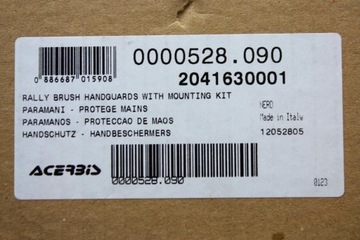 0000528.090
0 886687 015908
2041630001
RALLY BRUSH HANDGUARDS WITH MOUNTING KIT
PARAMANI - PROTEGE MAINS
PARAMANOS - PROTECCAO DE MAOS
HANDSCHUTZ - HANDBESCHERMERS
NERO
Made in Italy
12052805
ACERBIS
0000528.090
0123